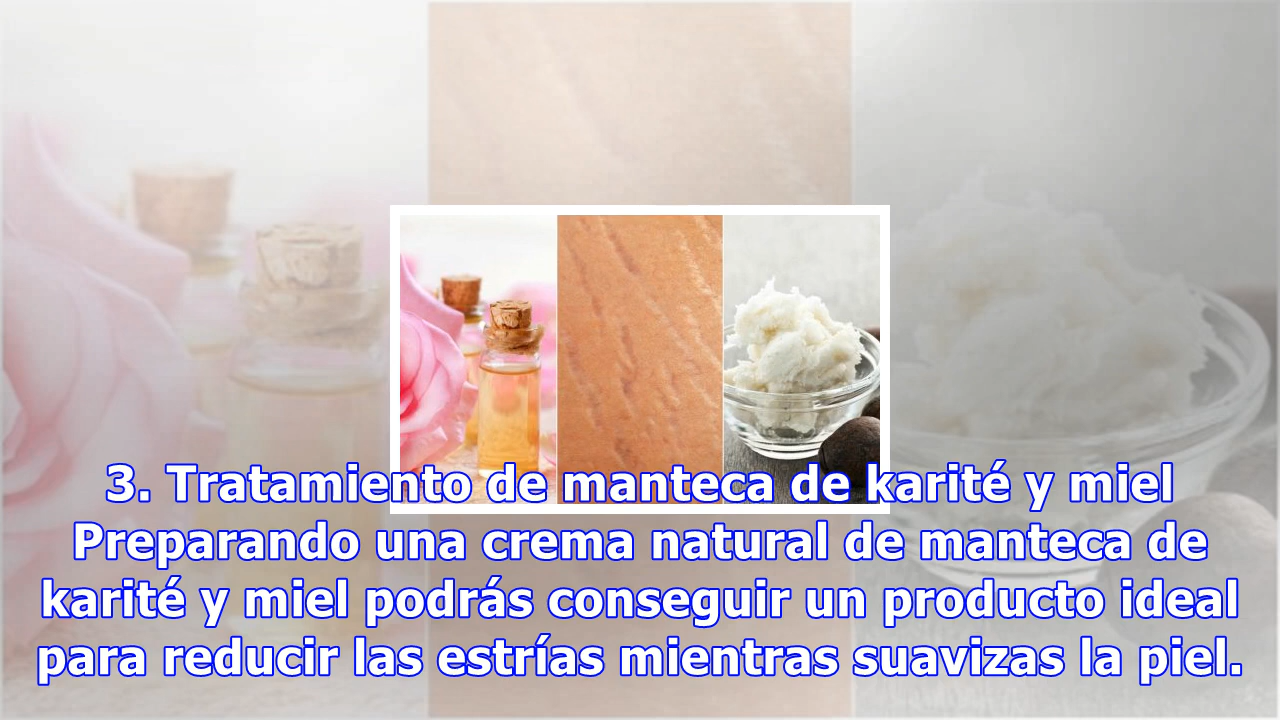 3. Tratamiento de manteca de karité y miel
Preparando una crema natural de manteca de
karité y miel podrás conseguir un producto ideal
para reducir las estrías mientras suavizas la piel.